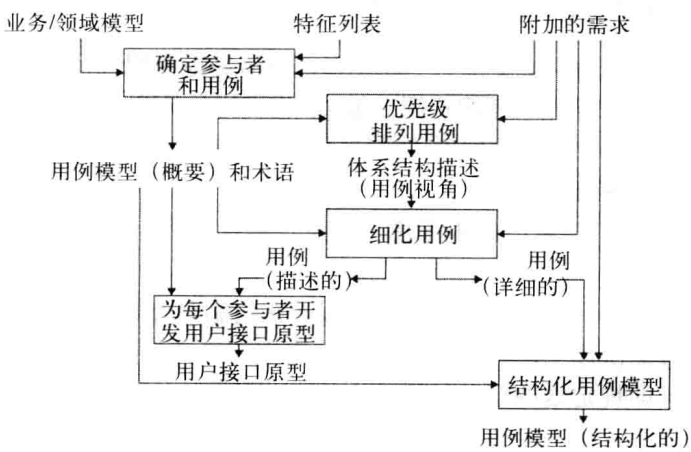 业务/领域模型
特征列表
附加的需求
确定参与者
和用例
优先级
排列用例
用例模型（概要）和术语
体系结构描述
（用例视角）
细化用例
用例
（描述的）
用例
（详细的）
为每个参与者开
发用户接口原型
用户接口原型
结构化用例模型
用例模型（结构化的）